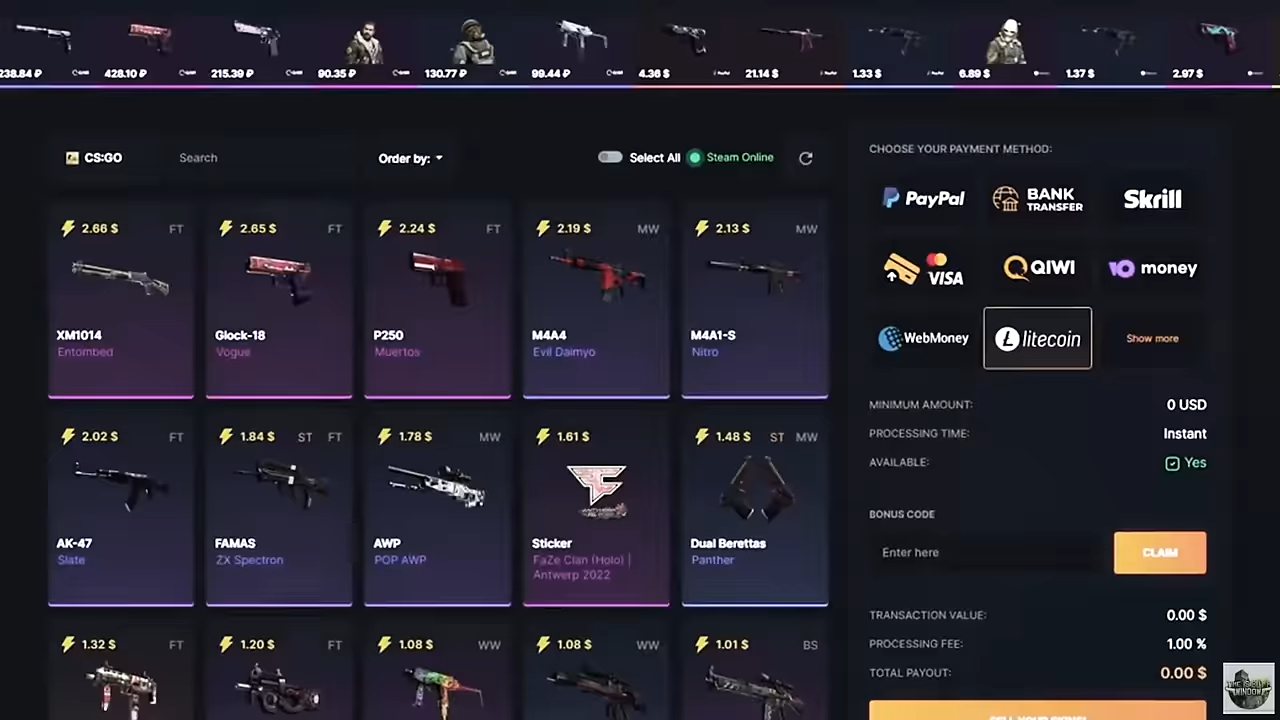 238.84 ₽ 428.10 ₽ 215.39 ₽ 90.35 ₽ 130.77 ₽ 99.44 ₽ 4.36 $ 21.14 $ 1.33 $ 6.89 $ 1.37 $ 2.97 $
CS:GO Search Order by: Select All Steam Online
2.66 $ FT 2.65 $ FT 2.24 $ FT 2.19 $ MW 2.13 $ MW
XM1014 Glock-18 P250 M4A4 M4A1-S
Entombed Vogue Muertos Evil Daimyo Nitro
2.02 $ FT 1.84 $ ST FT 1.78 $ MW 1.61 $ 1.48 $ ST MW
AK-47 FAMAS AWP Sticker Dual Berettas
Slate ZX Spectron POP AWP FaZe Clan (Holo) | Panther
Antwerp 2022
1.32 $ FT 1.20 $ FT 1.08 $ WW 1.08 $ WW 1.01 $ BS
CHOOSE YOUR PAYMENT METHOD:
PayPal BANK TRANSFER Skrill
VISA QIWI money
WebMoney litecoin Show more
MINIMUM AMOUNT: 0 USD
PROCESSING TIME: Instant
AVAILABLE: Yes
BONUS CODE
Enter here CLAIM
TRANSACTION VALUE: 0.00 $
PROCESSING FEE: 1.00 %
TOTAL PAYOUT: 0.00 $
SELL YOUR SKINS!